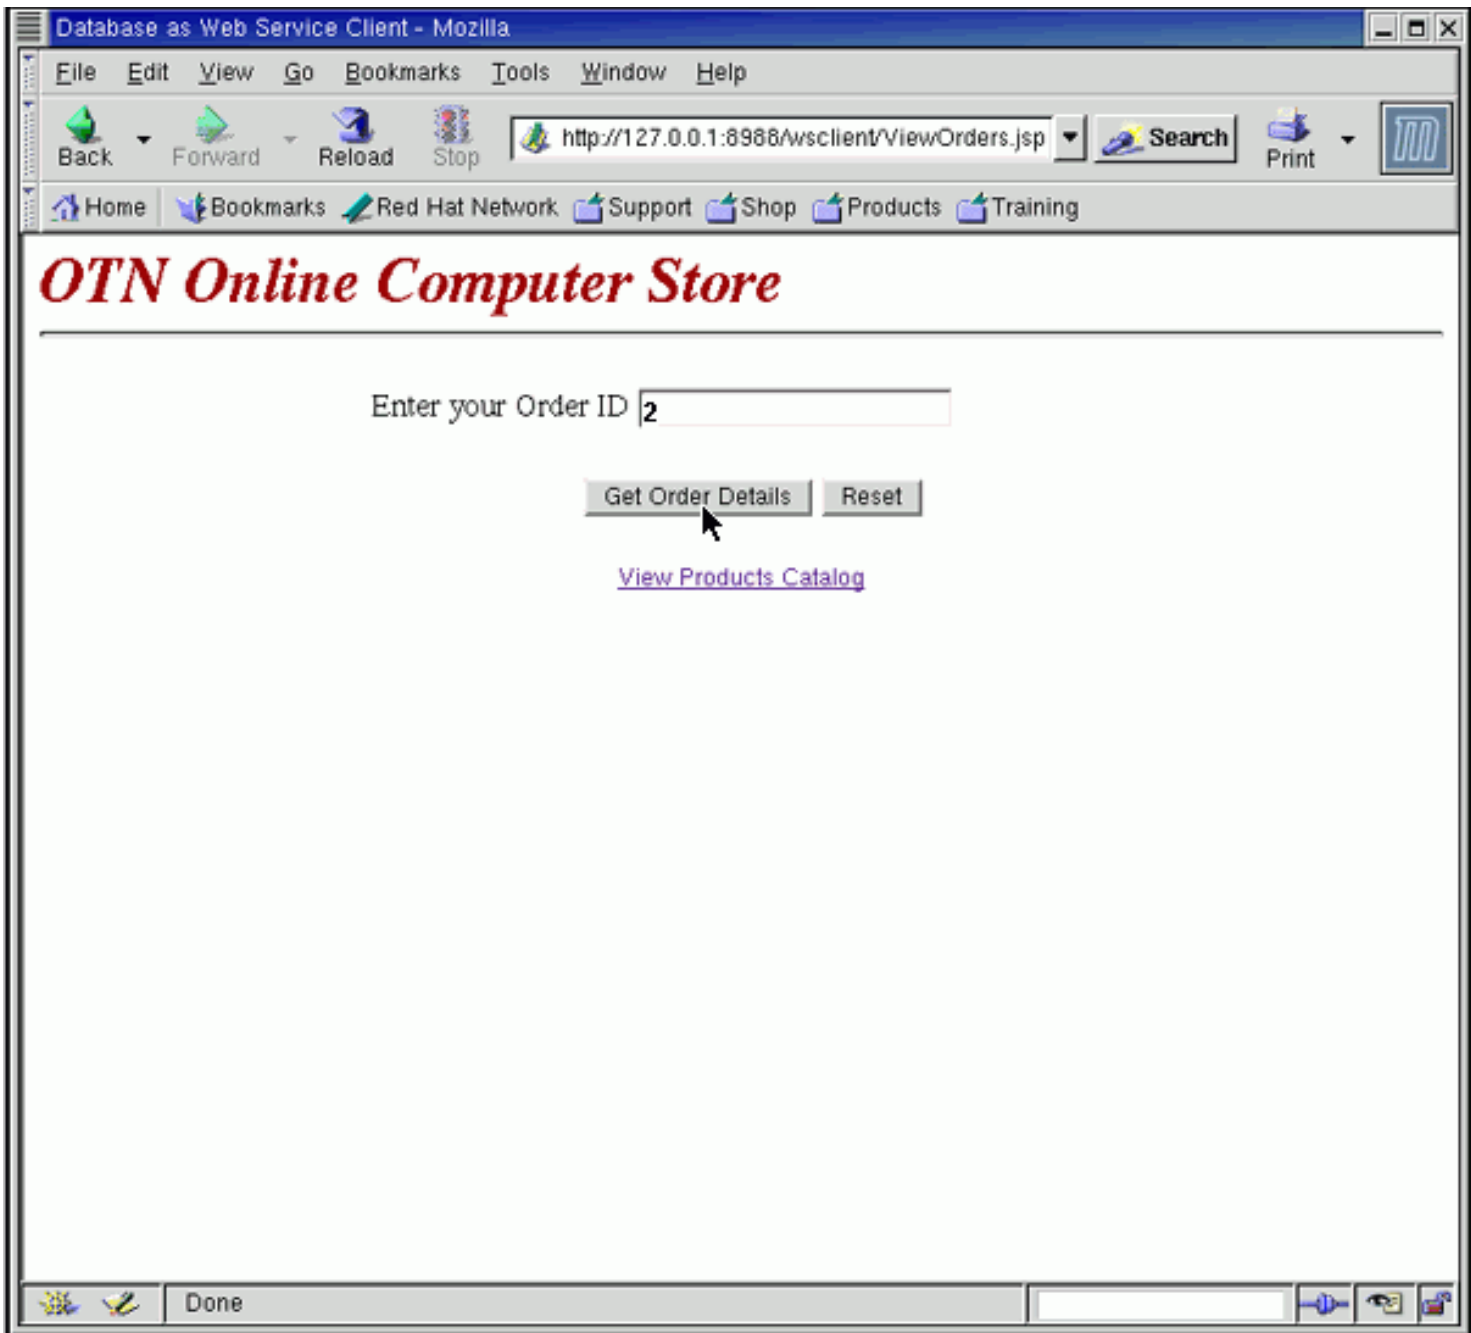 Database as Web Service Client - Mozilla
File Edit View Go Bookmarks Tools Window Help
Back Forward Reload Stop http://127.0.0.1:8988/wsclient/ViewOrders.jsp Search Print
Home Bookmarks Red Hat Network Support Shop Products Training
OTN Online Computer Store
Enter your Order ID 2
Get Order Details Reset
View Products Catalog
Done